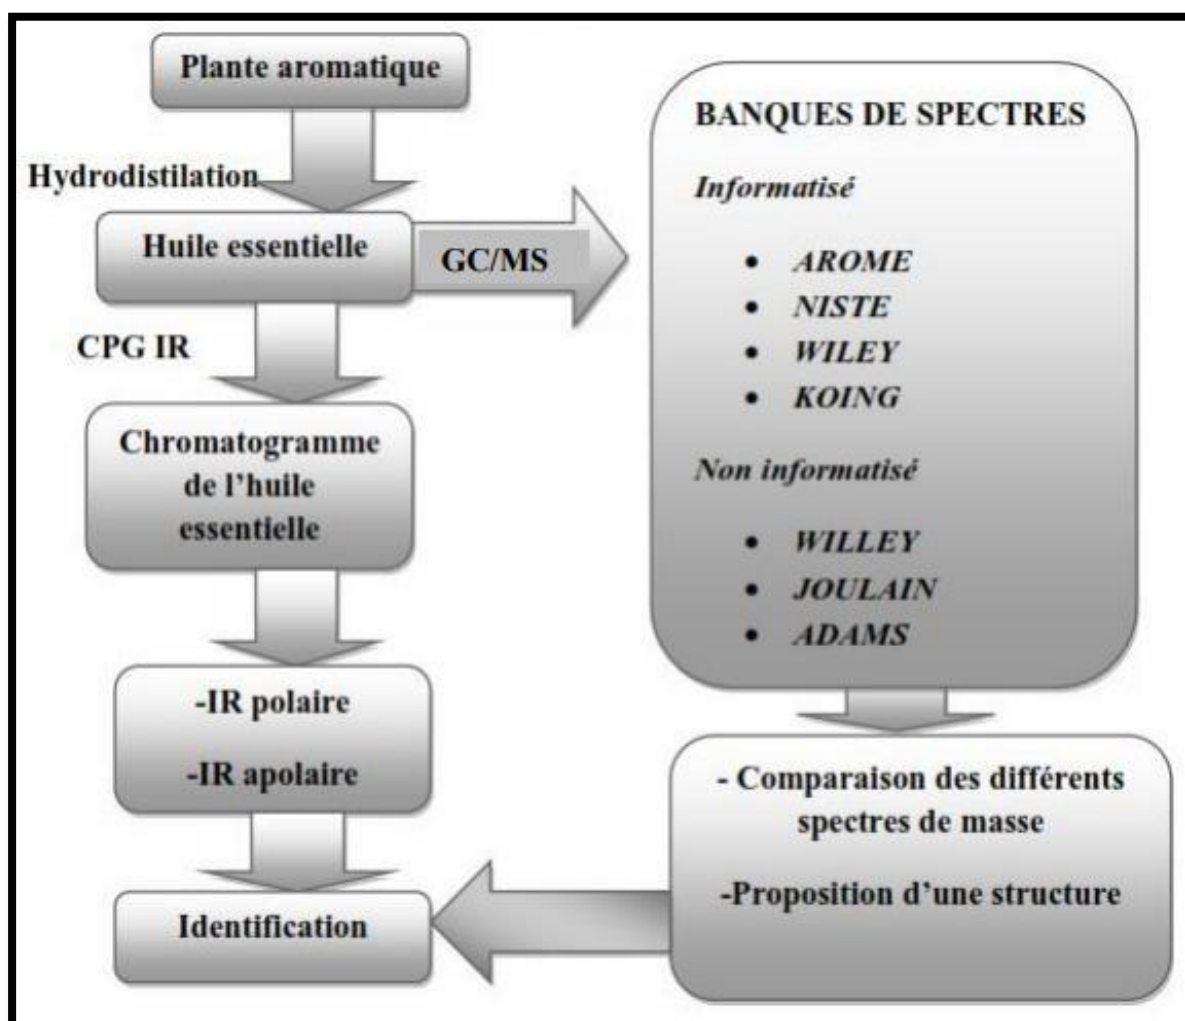 Plante aromatique
Hydrodistilation
Huile essentielle
GC/MS
CPG IR
Chromatogramme
de l'huile
essentielle
-IR polaire
-IR apolaire
Identification
BANQUES DE SPECTRES
Informatisé
• AROME
• NISTE
• WILEY
• KOING
Non informatisé
• WILLEY
• JOULAIN
• ADAMS
- Comparaison des différents
spectres de masse
-Proposition d'une structure